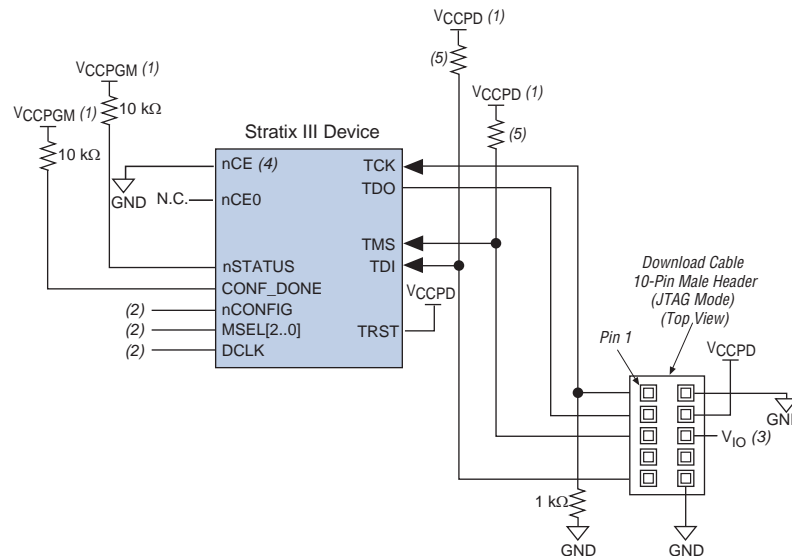 VCCPD (1)
(5)
VCCPGM (1)
10 kΩ
VCCPD (1)
(5)
VCCPGM (1)
10 kΩ
Stratix III Device
nCE (4)
GND
N.C.
nCE0
nSTATUS
CONF_DONE
(2)
nCONFIG
(2)
MSEL[2..0]
(2)
DCLK
TCK
TDO
TMS
TDI
VCCPD
TRST
Download Cable
10-Pin Male Header
(JTAG Mode)
(Top View)
Pin 1
VCCPD
GND
VIO (3)
1 kΩ
GND
GND